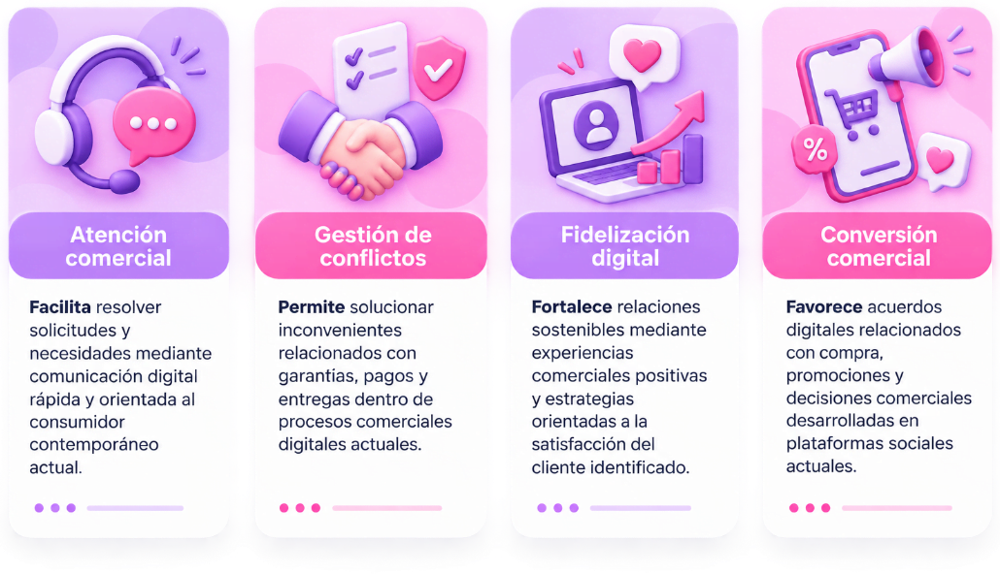 %
Atención
comercial
Facilita resolver
solicitudes y
necesidades mediante
comunicación digital
rápida y orientada al
consumidor
contemporáneo
actual.
Gestión de
conflictos
Permite solucionar
inconvenientes
relacionados con
garantías, pagos y
entregas dentro de
procesos comerciales
digitales actuales.
Fidelización
digital
Fortalece relaciones
sostenibles mediante
experiencias
comerciales positivas
y estrategias
orientadas a la
satisfacción del
cliente identificado.
Conversión
comercial
Favorece acuerdos
digitales relacionados
con compra,
promociones y
decisiones comerciales
desarrolladas en
plataformas sociales
actuales.